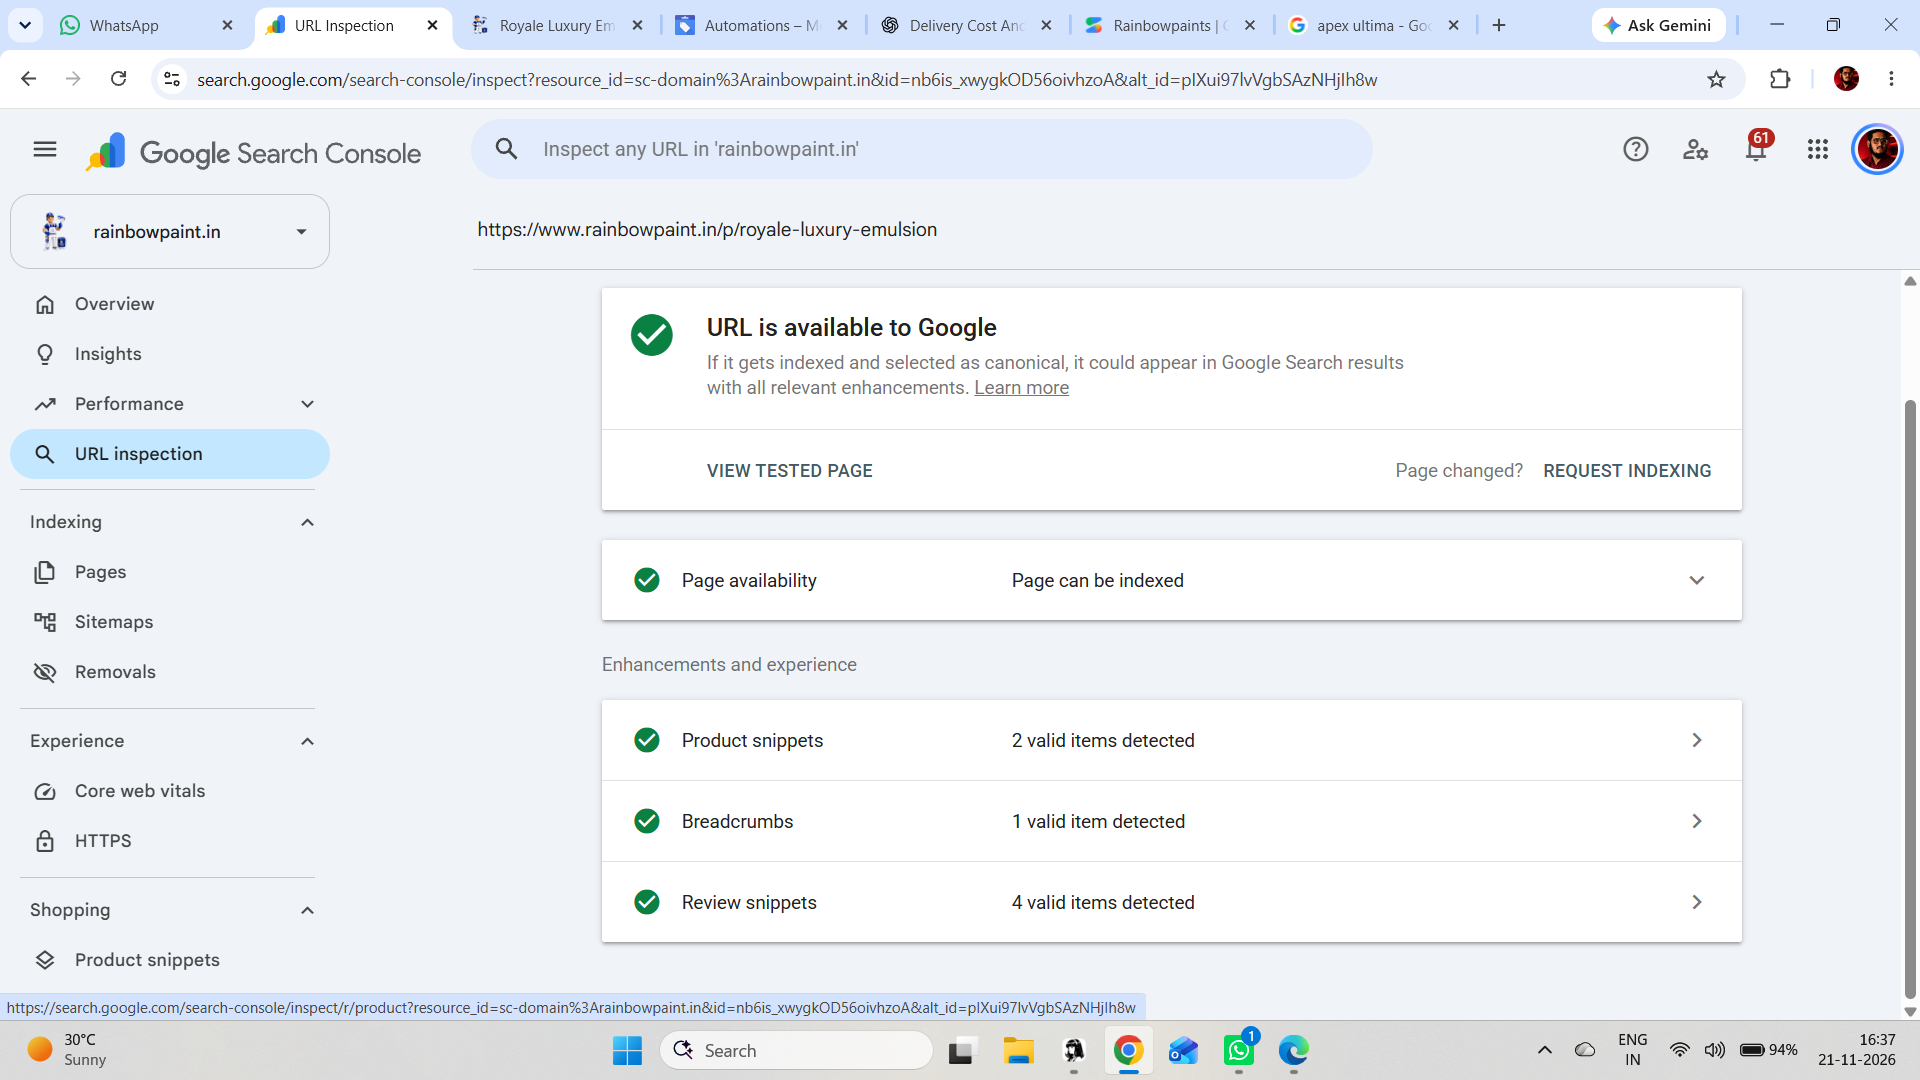 WhatsApp
URL Inspection
Royale Luxury Em
Automations – M
Delivery Cost And
Rainbowpaints |
apex ultima - Goo
Ask Gemini
search.google.com/search-console/inspect?resource_id=sc-domain%3Arainbowpaint.in&id=nb6is_xwygkOD56oivhzoA&alt_id=plXui97lvVgbSAzNHjlh8w
Google Search Console
Inspect any URL in 'rainbowpaint.in'
61
rainbowpaint.in
https://www.rainbowpaint.in/p/royale-luxury-emulsion
Overview
Insights
Performance
URL inspection
Indexing
Pages
Sitemaps
Removals
Experience
Core web vitals
HTTPS
Shopping
Product snippets
URL is available to Google
If it gets indexed and selected as canonical, it could appear in Google Search results
with all relevant enhancements. Learn more
VIEW TESTED PAGE
Page changed? REQUEST INDEXING
Page availability Page can be indexed
Enhancements and experience
Product snippets 2 valid items detected
Breadcrumbs 1 valid item detected
Review snippets 4 valid items detected
https://search.google.com/search-console/inspect/r/product?resource_id=sc-domain%3Arainbowpaint.in&id=nb6is_xwygkOD56oivhzoA&alt_id=plXui97lvVgbSAzNHjlh8w
30°C
Sunny
Search
1
ENG
IN
94%
16:37
21-11-2026